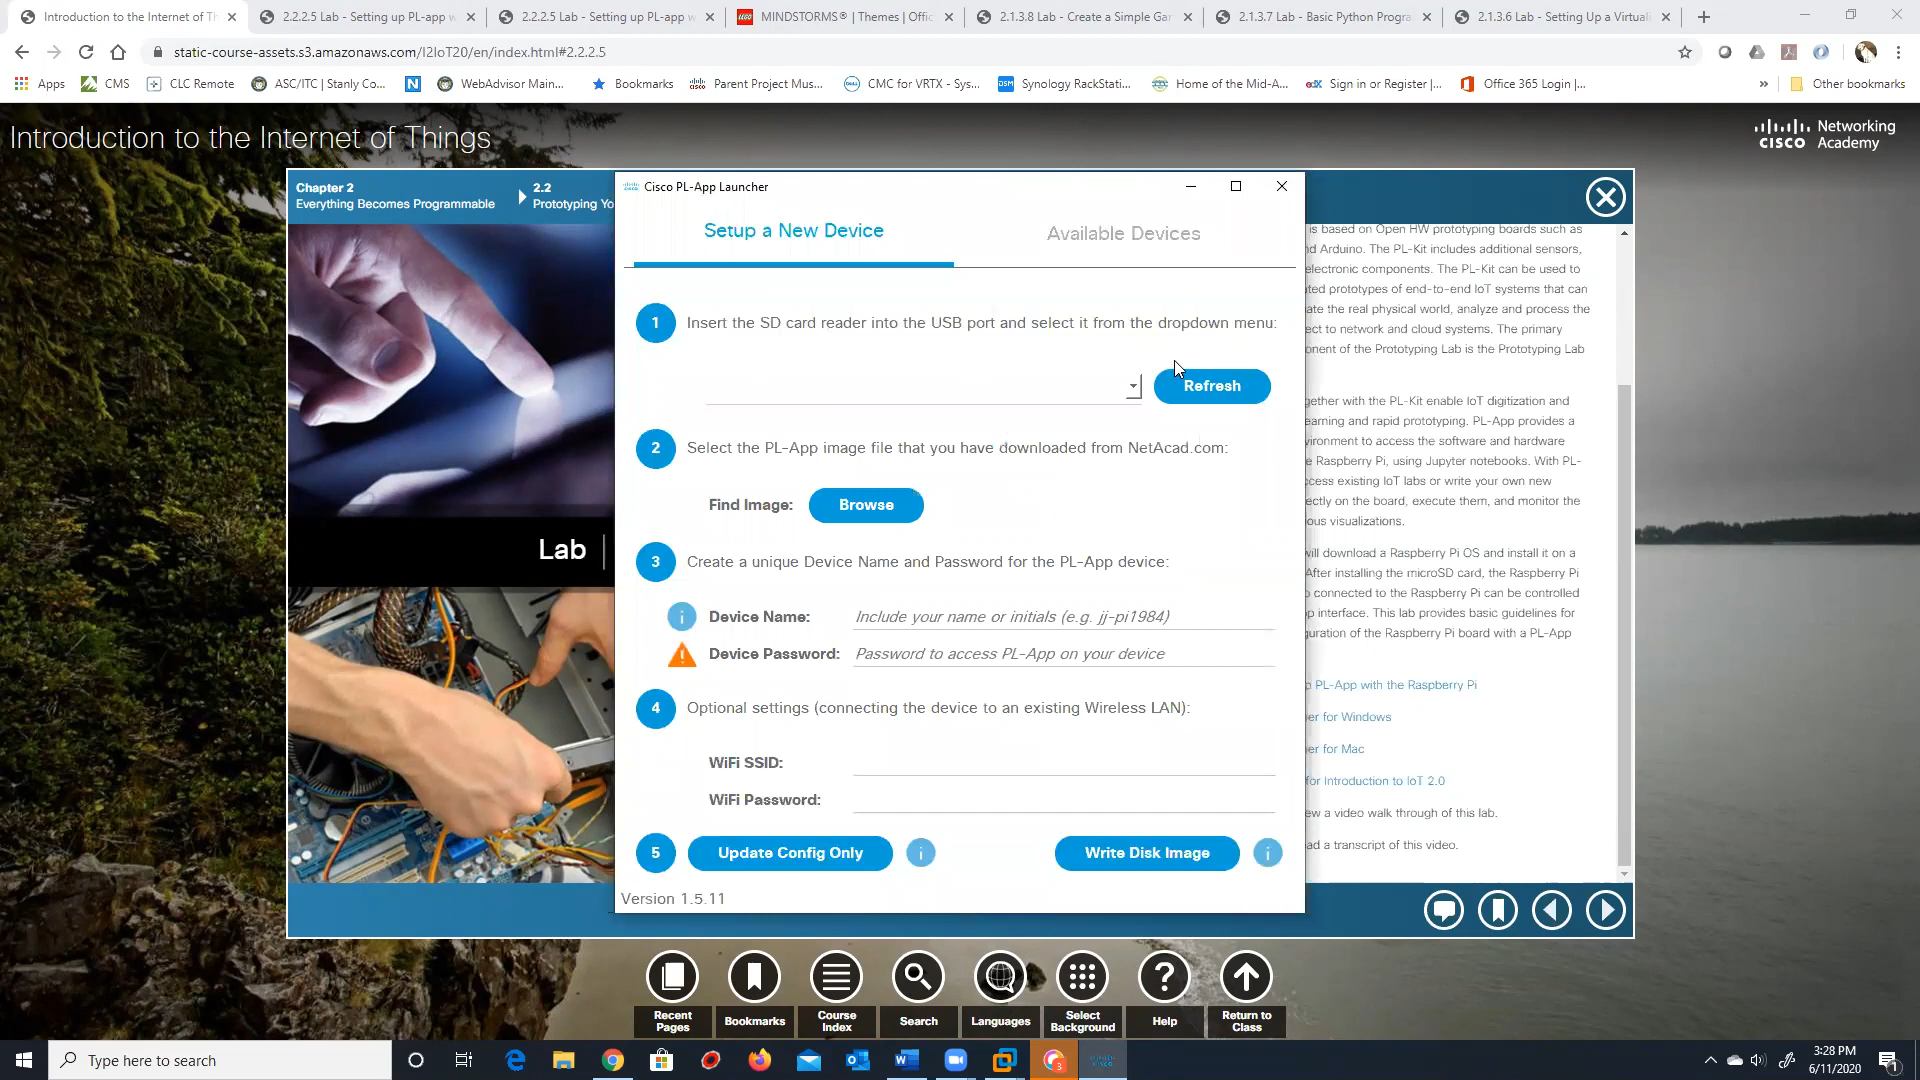 Introduction to the Internet of Th
2.2.2.5 Lab - Setting up PL-app w
2.2.2.5 Lab - Setting up PL-app w
MINDSTORMS® | Themes | Offic
2.1.3.8 Lab - Create a Simple Gar
2.1.3.7 Lab - Basic Python Progra
2.1.3.6 Lab - Setting Up a Virtuali
static-course-assets.s3.amazonaws.com/I2IoT20/en/index.html#2.2.2.5
Apps
CMS
CLC Remote
ASC/ITC | Stanly Co...
WebAdvisor Main...
Bookmarks
Parent Project Mus...
CMC for VRTX - Sys...
DSM
Synology RackStati...
Home of the Mid-A...
edX
Sign in or Register |...
Office 365 Login |...
»
Other bookmarks
Introduction to the Internet of Things
CISCO
Networking
Academy
Chapter 2
Everything Becomes Programmable
2.2
Prototyping Yo
Cisco PL-App Launcher
Setup a New Device
Available Devices
1 Insert the SD card reader into the USB port and select it from the dropdown menu:
Refresh
2 Select the PL-App image file that you have downloaded from NetAcad.com:
Find Image: Browse
3 Create a unique Device Name and Password for the PL-App device:
i Device Name: Include your name or initials (e.g. jj-pi1984)
Device Password: Password to access PL-App on your device
4 Optional settings (connecting the device to an existing Wireless LAN):
WiFi SSID:
WiFi Password:
5 Update Config Only i Write Disk Image i
Version 1.5.11
Lab
is based on Open HW prototyping boards such as
d Arduino. The PL-Kit includes additional sensors,
lectronic components. The PL-Kit can be used to
ted prototypes of end-to-end IoT systems that can
ate the real physical world, analyze and process the
ect to network and cloud systems. The primary
onent of the Prototyping Lab is the Prototyping Lab
gether with the PL-Kit enable IoT digitization and
earning and rapid prototyping. PL-App provides a
vironment to access the software and hardware
e Raspberry Pi, using Jupyter notebooks. With PL-
ccess existing IoT labs or write your own new
ectly on the board, execute them, and monitor the
ous visualizations.
will download a Raspberry Pi OS and install it on a
After installing the microSD card, the Raspberry Pi
o connected to the Raspberry Pi can be controlled
p interface. This lab provides basic guidelines for
guration of the Raspberry Pi board with a PL-App
p PL-App with the Raspberry Pi
er for Windows
er for Mac
for Introduction to IoT 2.0
ew a video walk through of this lab.
ad a transcript of this video.
Recent
Pages
Bookmarks
Course
Index
Search
Languages
Select
Background
?
Help
Return to
Class
Type here to search
3:28 PM
6/11/2020